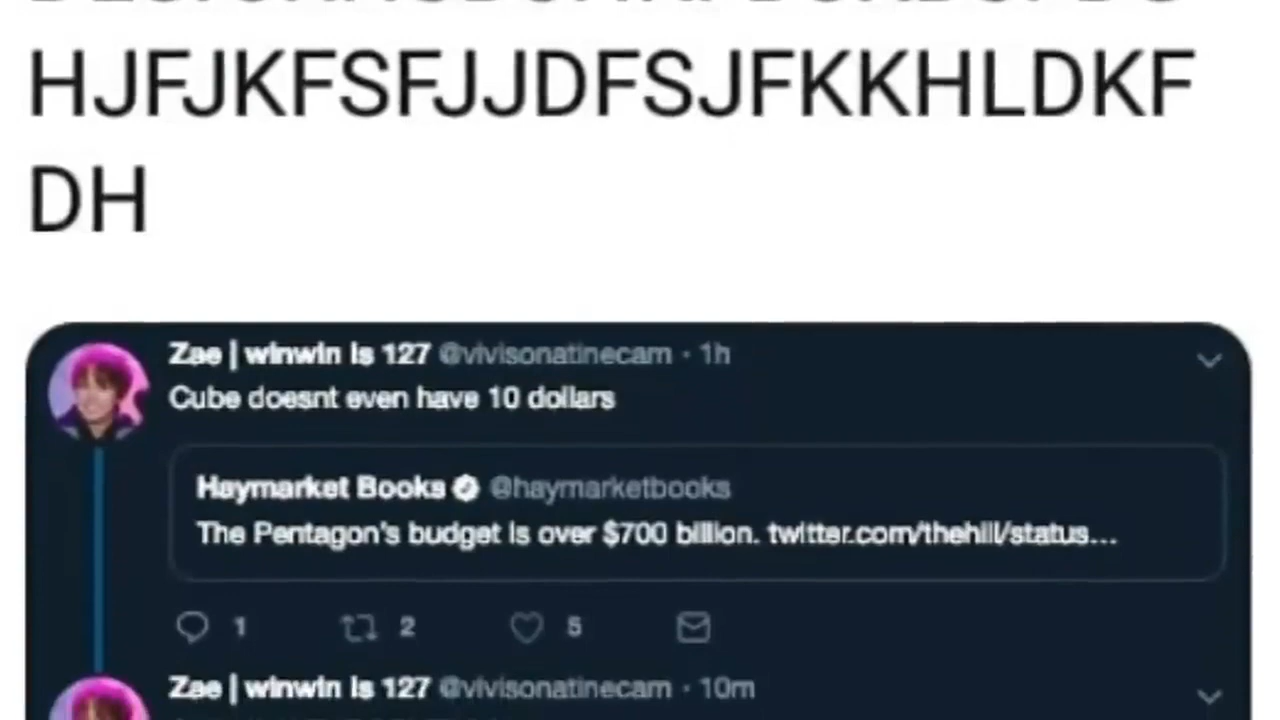 HJFJKFSFJJDFSJFKKHLDKF
DH
Zae | winwin is 127 @vivisonatinecam · 1h
Cube doesnt even have 10 dollars
Haymarket Books @haymarketbooks
The Pentagon's budget is over $700 billion. twitter.com/thehill/status...
1 2 5
Zae | winwin is 127 @vivisonatinecam · 10m